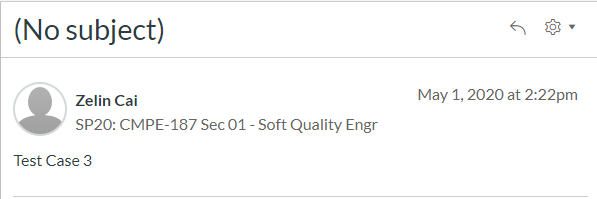 (No subject)
Zelin Cai
May 1, 2020 at 2:22pm
SP20: CMPE-187 Sec 01 - Soft Quality Engr
Test Case 3